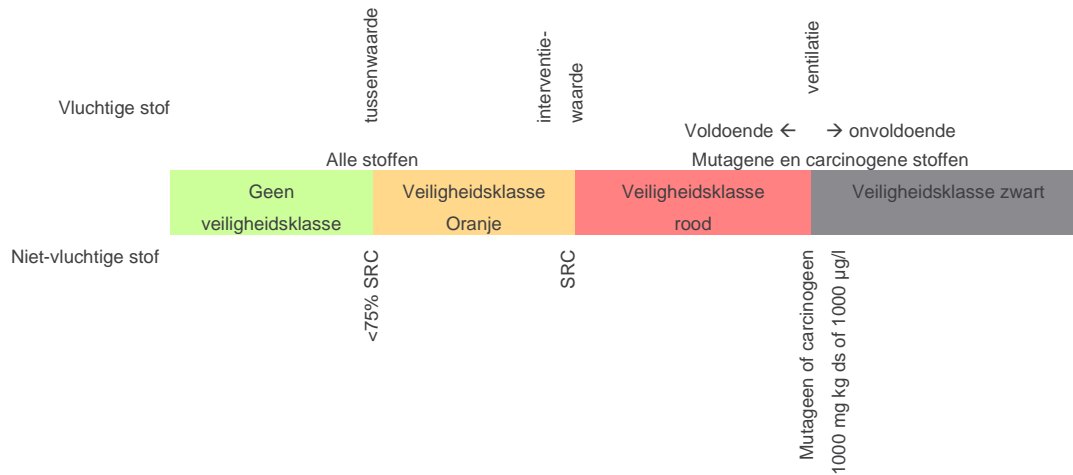 tussenwaarde
interventie-
waarde
ventilatie
Vluchtige stof
Voldoende ← → onvoldoende
Alle stoffen
Mutagene en carcinogene stoffen
Geen
veiligheidsklasse
Veiligheidsklasse
Oranje
Veiligheidsklasse
rood
Veiligheidsklasse zwart
Niet-vluchtige stof
<75% SRC
SRC
Mutageen of carcinogeen
1000 mg kg ds of 1000 µg/l